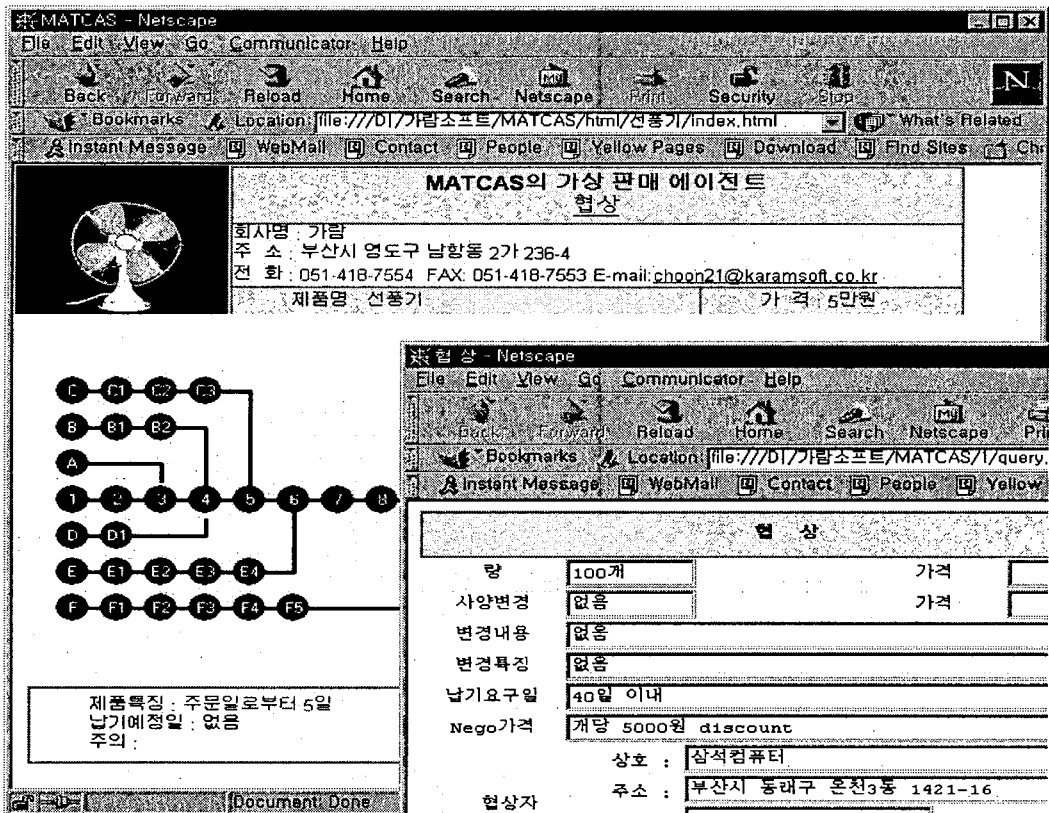 MATCAS - Netscape
File Edit View Go Communicator Help
Back Forward Reload Home Search Netscape Print Security Stop
Bookmarks Location: file:///D|/가람소프트/MATCAS/html/선풍기/index.html What's Related
Instant Message WebMail Contact People Yellow Pages Download Find Sites
MATCAS의 가상 판매 에이전트
협상
회사명 : 가람
주 소 : 부산시 영도구 남항동 2가 236-4
전 화 : 051-418-7554 FAX: 051-418-7553 E-mail: choon21@karamsoft.co.kr
제품명 : 선풍기 가 격 : 5만원
C C1 C2 C3
B B1 B2
A
1 2 3 4 5 6 7 8
D D1
E E1 E2 E3 E4
F F1 F2 F3 F4 F5
제품특징 : 주문일로부터 5일
납기예정일 : 없음
주의 :
Document: Done
협 상 - Netscape
File Edit View Go Communicator Help
Back Forward Reload Home Search Netscape Pri
Bookmarks Location: file:///D|/가람소프트/MATCAS/1/query.
Instant Message WebMail Contact People Yellow
협 상
량 100개 가격
사양변경 없음 가격
변경내용 없음
변경특징 없음
납기요구일 40일 이내
Nego가격 개당 5000원 discount
상호 : 삼석컴퓨터
주소 : 부산시 동래구 온천3동 1421-16
협상자